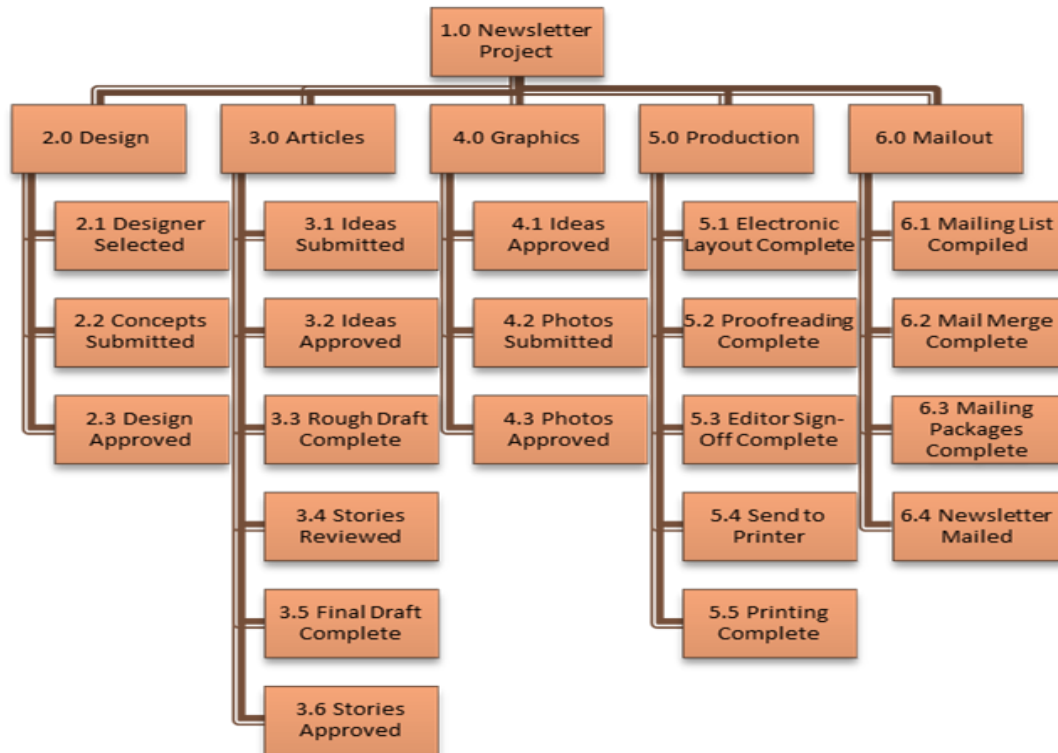 1.0 Newsletter
Project
2.0 Design
3.0 Articles
4.0 Graphics
5.0 Production
6.0 Mailout
2.1 Designer
Selected
2.2 Concepts
Submitted
2.3 Design
Approved
3.1 Ideas
Submitted
3.2 Ideas
Approved
3.3 Rough Draft
Complete
3.4 Stories
Reviewed
3.5 Final Draft
Complete
3.6 Stories
Approved
4.1 Ideas
Approved
4.2 Photos
Submitted
4.3 Photos
Approved
5.1 Electronic
Layout Complete
5.2 Proofreading
Complete
5.3 Editor Sign-
Off Complete
5.4 Send to
Printer
5.5 Printing
Complete
6.1 Mailing List
Compiled
6.2 Mail Merge
Complete
6.3 Mailing
Packages
Complete
6.4 Newsletter
Mailed